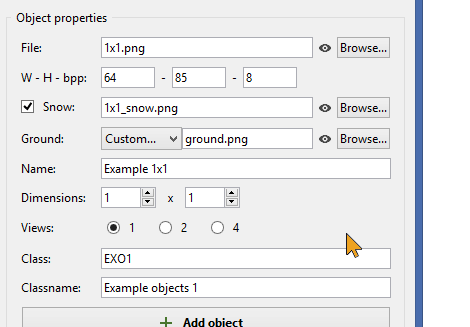 Object properties
File: 1x1.png Browse...
W - H - bpp: 64 - 85 - 8
Snow: 1x1_snow.png Browse...
Ground: Custom... ground.png Browse...
Name: Example 1x1
Dimensions: 1 x 1
Views: 1 2 4
Class: EXO1
Classname: Example objects 1
+ Add object